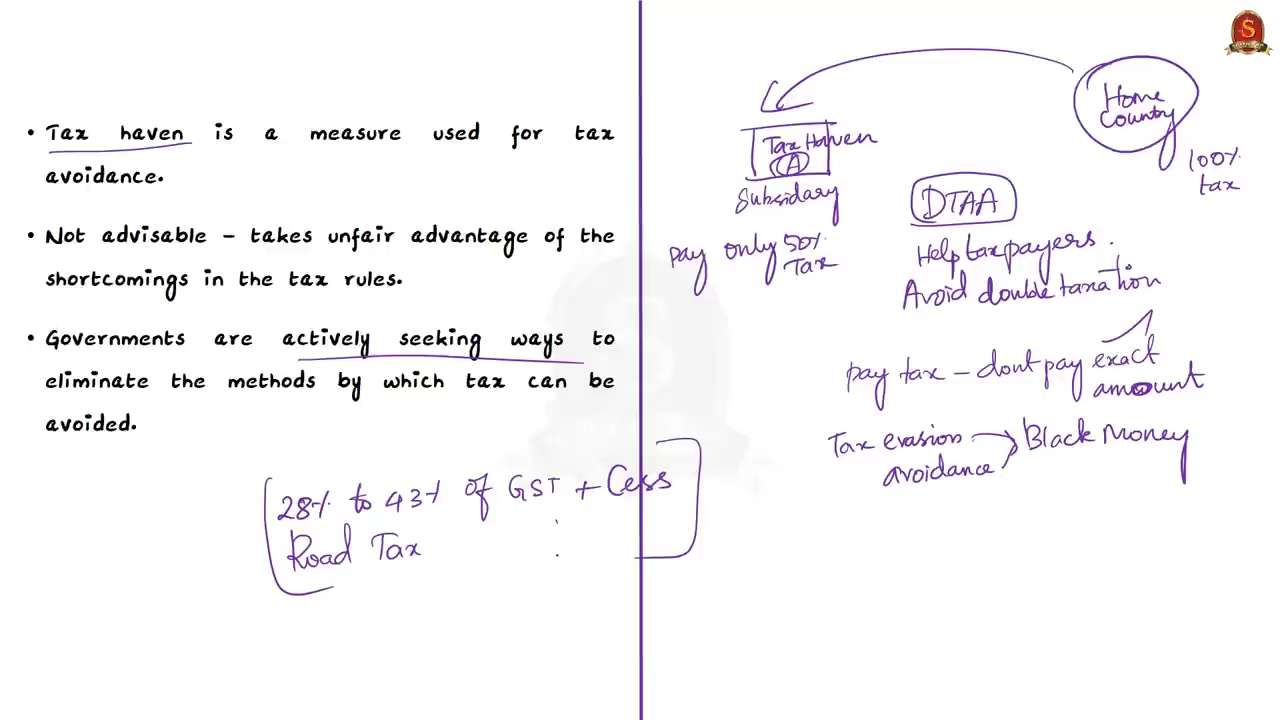 • Tax haven is a measure used for tax
avoidance.
• Not advisable – takes unfair advantage of the
shortcomings in the tax rules.
• Governments are actively seeking ways to
eliminate the methods by which tax can be
avoided.
28% to 43% of GST + Cess
Road Tax
Home
Country
100%
tax
Tax Haven
A
Subsidary
pay only 50%
Tax
DTAA
Help taxpayers.
Avoid double taxation
pay tax – dont pay exact
amount
Tax evasion → Black Money
avoidance
S